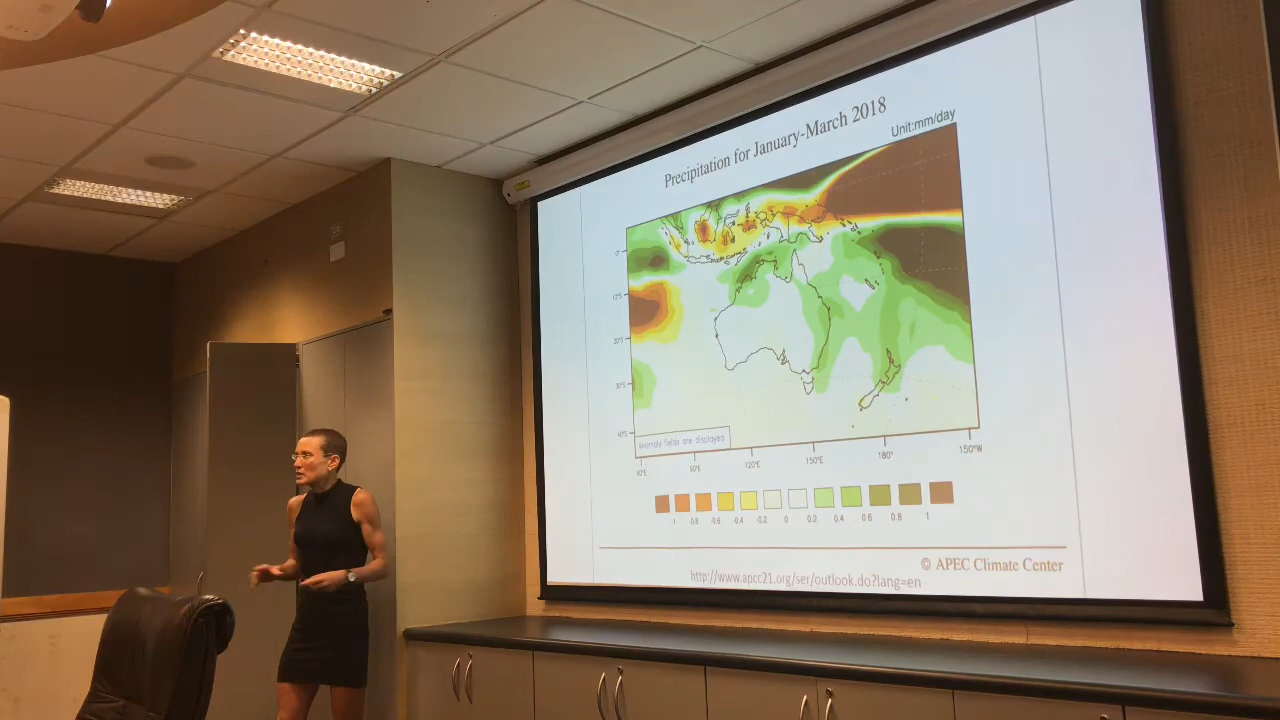 Precipitation for January-March 2018
Unit:mm/day
0°
10°S
20°S
30°S
40°S
Anomaly fields are displayed
90°E
120°E
150°E
180°
150°W
-1 -0.8 -0.6 -0.4 -0.2 0 0.2 0.4 0.6 0.8 1
© APEC Climate Center
http://www.apcc21.org/ser/outlook.do?lang=en